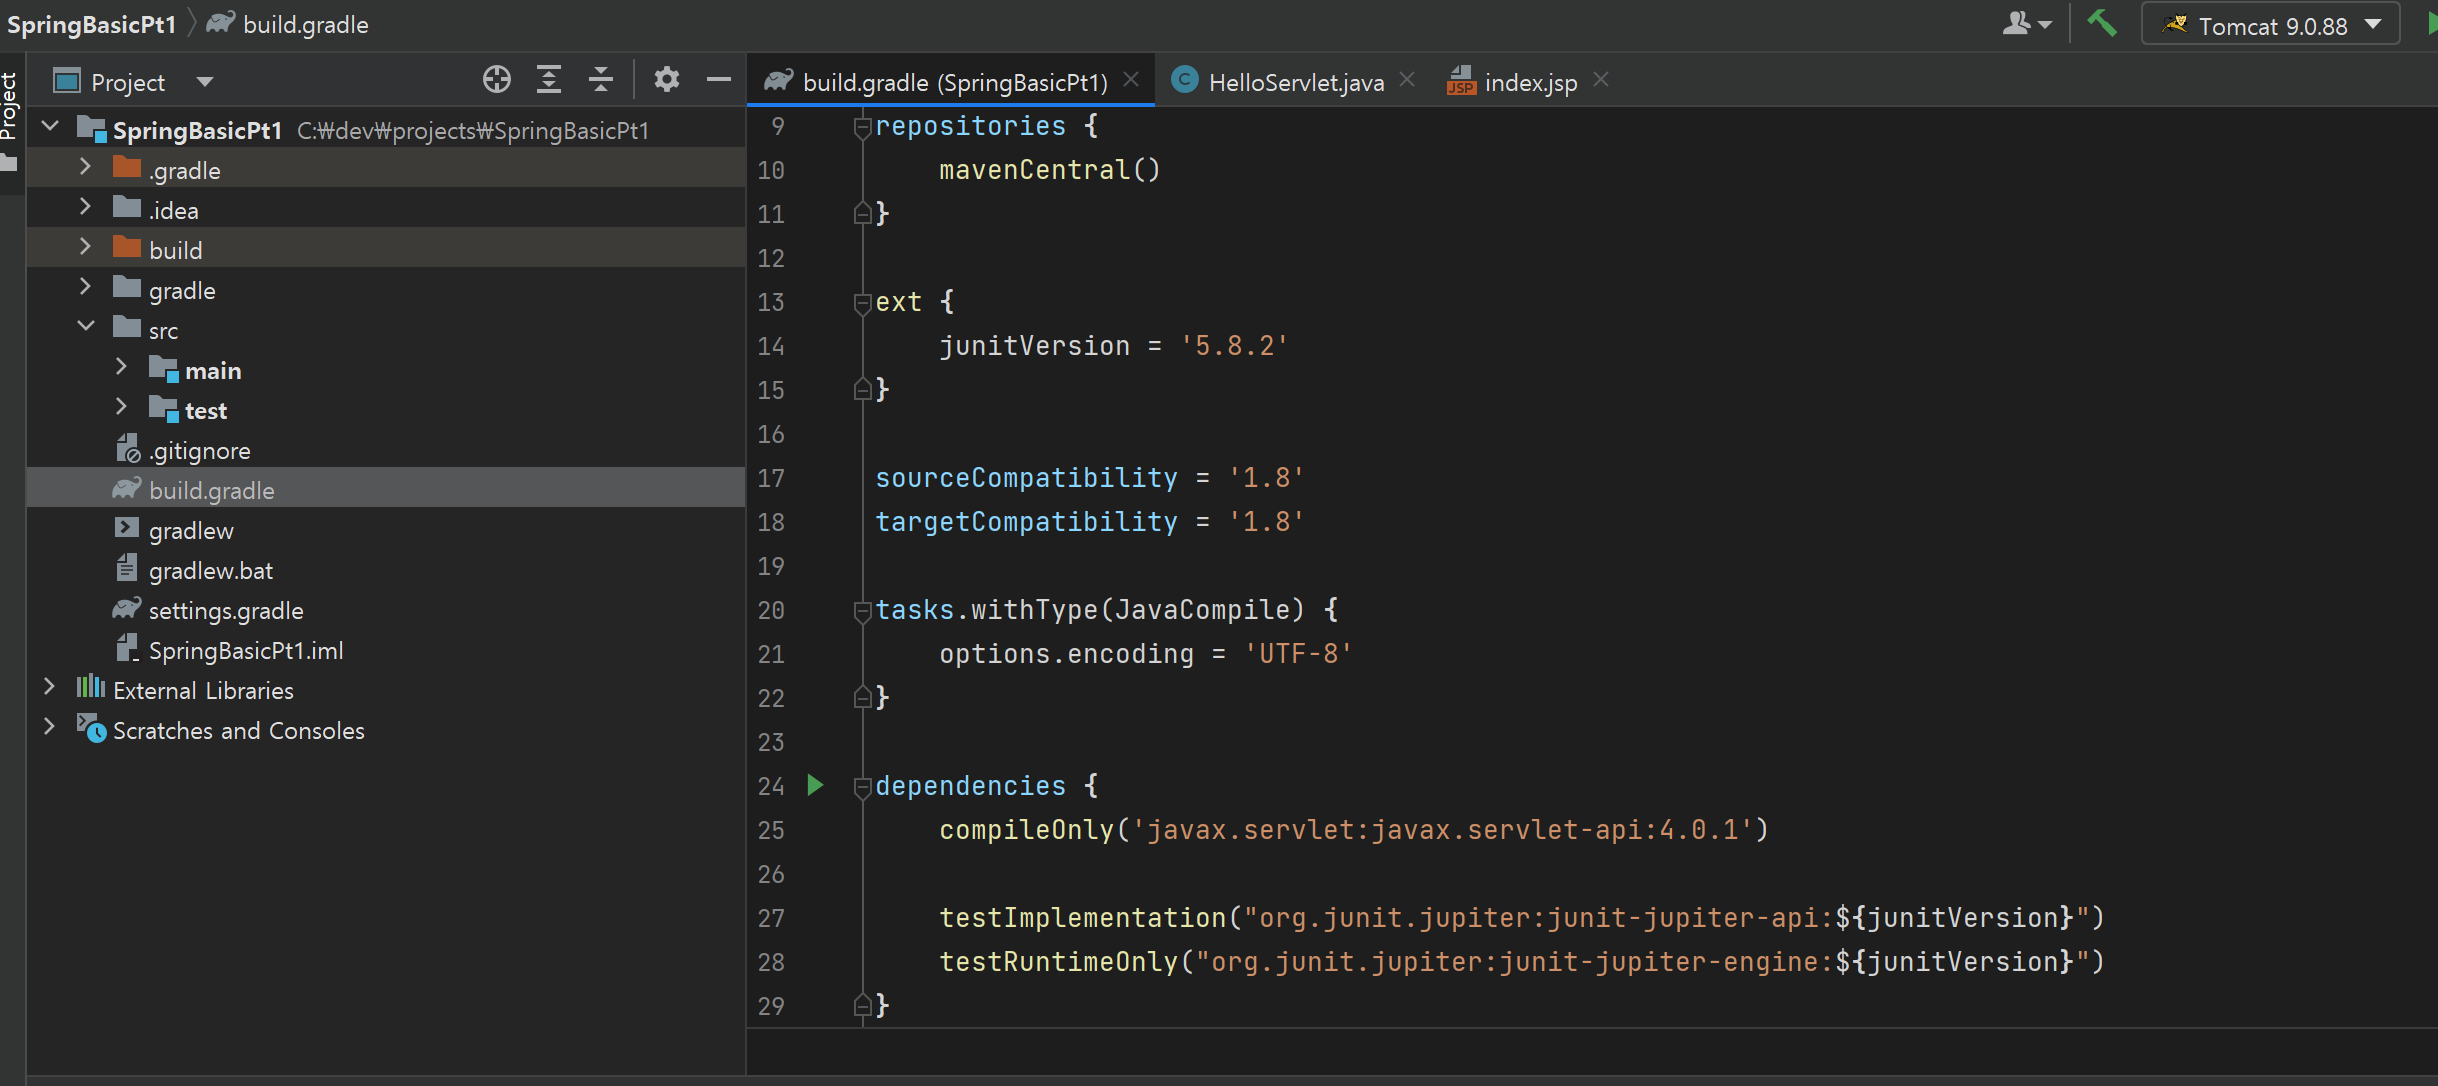 SpringBasicPt1 build.gradle
Tomcat 9.0.88
Project
Project
build.gradle (SpringBasicPt1)
HelloServlet.java
index.jsp
SpringBasicPt1 C:₩dev₩projects₩SpringBasicPt1
.gradle
.idea
build
gradle
src
main
test
.gitignore
build.gradle
gradlew
gradlew.bat
settings.gradle
SpringBasicPt1.iml
External Libraries
Scratches and Consoles
9 repositories {
10 mavenCentral()
11 }
12
13 ext {
14 junitVersion = '5.8.2'
15 }
16
17 sourceCompatibility = '1.8'
18 targetCompatibility = '1.8'
19
20 tasks.withType(JavaCompile) {
21 options.encoding = 'UTF-8'
22 }
23
24 dependencies {
25 compileOnly('javax.servlet:javax.servlet-api:4.0.1')
26
27 testImplementation("org.junit.jupiter:junit-jupiter-api:${junitVersion}")
28 testRuntimeOnly("org.junit.jupiter:junit-jupiter-engine:${junitVersion}")
29 }